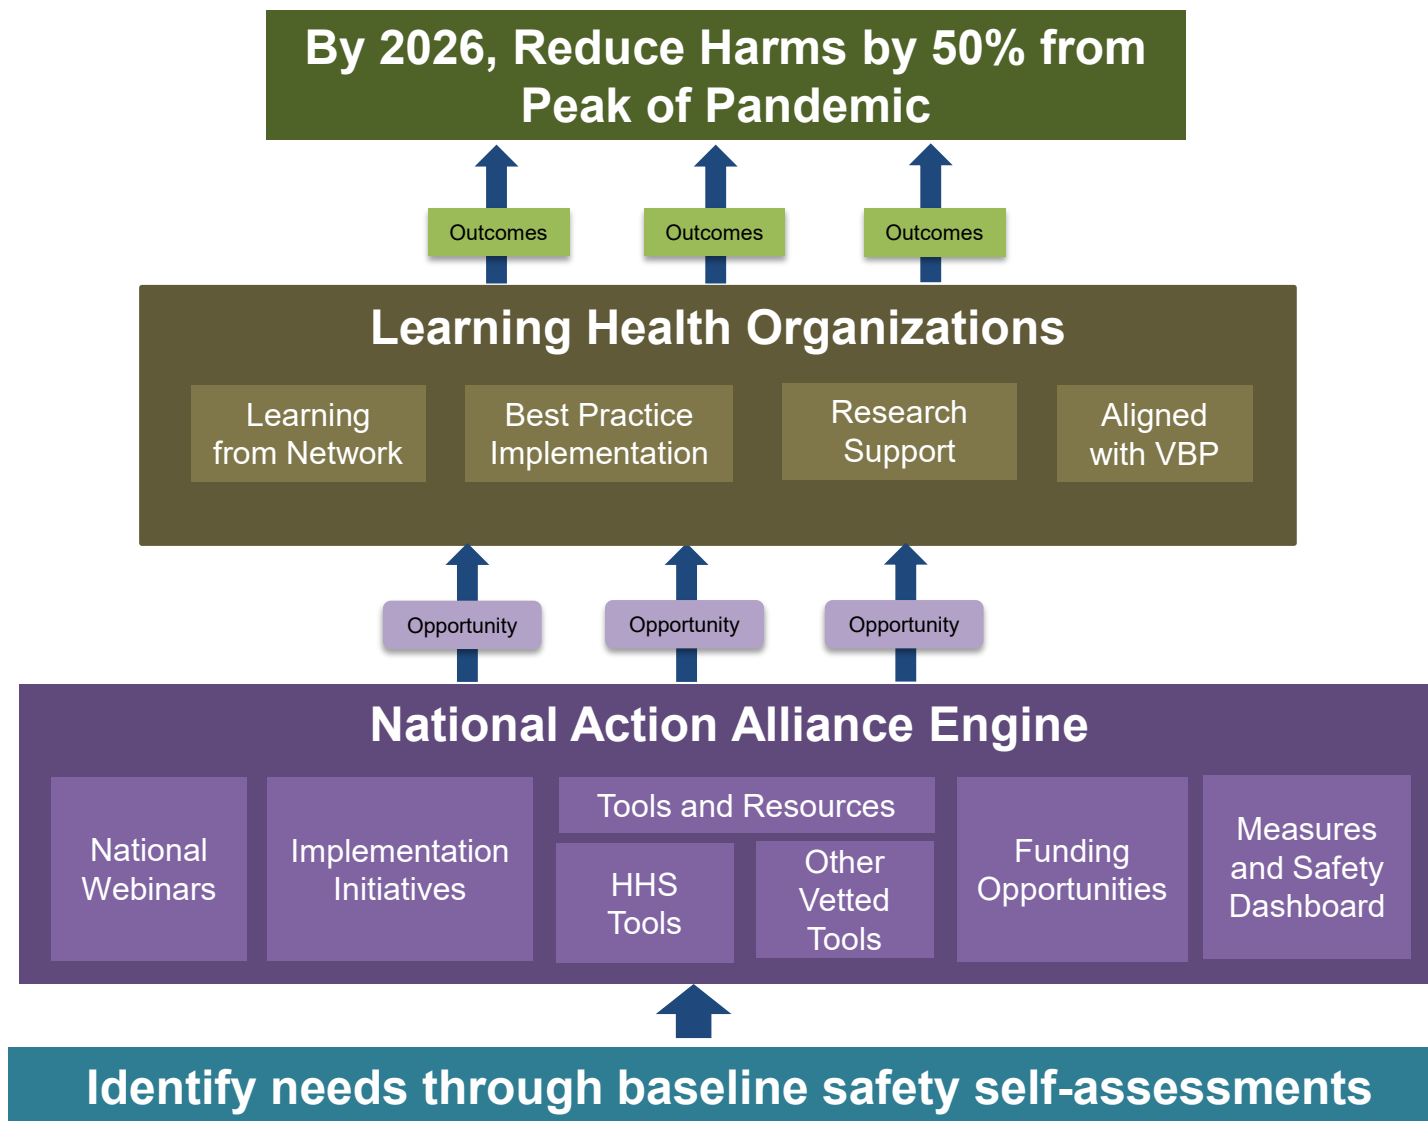 By 2026, Reduce Harms by 50% from
Peak of Pandemic
Outcomes
Outcomes
Outcomes
Learning Health Organizations
Learning
from Network
Best Practice
Implementation
Research
Support
Aligned
with VBP
Opportunity
Opportunity
Opportunity
National Action Alliance Engine
National
Webinars
Implementation
Initiatives
Tools and Resources
HHS
Tools
Other
Vetted
Tools
Funding
Opportunities
Measures
and Safety
Dashboard
Identify needs through baseline safety self-assessments